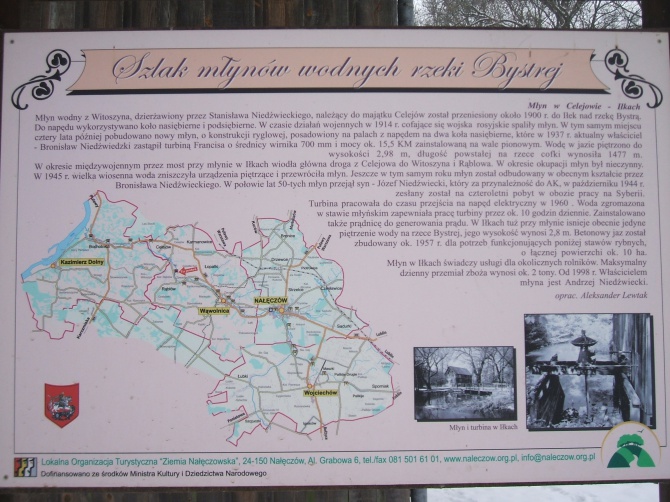 Szlak młynów wodnych rzeki Bystrej
Młyn w Celejowie - Iłkach
Młyn wodny z Witoszyna, dzierżawiony przez Stanisława Niedźwieckiego, należący do majątku Celejów został przeniesiony około 1900 r. do Iłek nad rzekę Bystrą.
Do napędu wykorzystywano koło nasiębierne i podsiębierne. W czasie działań wojennych w 1914 r. cofające się wojska rosyjskie spaliły młyn. W tym samym miejscu
cztery lata później pobudowano nowy młyn, o konstrukcji ryglowej, posadowiony na palach z napędem na dwa koła nasiębierne, które w 1937 r. aktualny właściciel
- Bronisław Niedźwiedzki zastąpił turbiną Francisa o średnicy wirnika 700 mm i mocy ok. 15,5 KM zainstalowaną na wale pionowym. Wodę w jazie piętrzono do
wysokości 2,98 m, długość powstałej na rzece cofki wynosiła 1477 m.
W okresie międzywojennym przez most przy młynie w Iłkach wiodła główna droga z Celejowa do Witoszyna i Rąblowa. W okresie okupacji młyn był nieczynny.
W 1945 r. wielka wiosenna woda zniszczyła urządzenia piętrzące i przewróciła młyn. Jeszcze w tym samym roku młyn został odbudowany w obecnym kształcie przez
Bronisława Niedźwieckiego. W połowie lat 50-tych młyn przejął syn - Józef Niedźwiecki, który za przynależność do AK, w październiku 1944 r.
zesłany został na czteroletni pobyt w obozie pracy na Syberii.
Turbina pracowała do czasu przejścia na napęd elektryczny w 1960 . Woda zgromadzona
w stawie młyńskim zapewniała pracę turbiny przez ok. 10 godzin dziennie. Zainstalowano
także prądnicę do generowania prądu. W Iłkach tuż przy młynie istnieje obecnie jedyne
piętrzenie wody na rzece Bystrej, jego wysokość wynosi 2,8 m. Betonowy jaz został
zbudowany ok. 1957 r. dla potrzeb funkcjonujących poniżej stawów rybnych,
o łącznej powierzchi ok. 10 ha.
Młyn w Iłkach świadczy usługi dla okolicznych rolników. Maksymalny
dzienny przemiał zboża wynosi ok. 2 tony. Od 1998 r. Właścicielem
młyna jest Andrzej Niedźwiecki.
oprac. Aleksander Lewtak
Kazimierz Dolny
Wąwolnica
NAŁĘCZÓW
Wojciechów
Młyn i turbina w Iłkach
Lokalna Organizacja Turystyczna "Ziemia Nałęczowska", 24-150 Nałęczów, Al. Grabowa 6, tel./fax 081 501 61 01, www.naleczow.org.pl, info@naleczow.org.pl
Dofinansowano ze środków Ministra Kultury i Dziedzictwa Narodowego